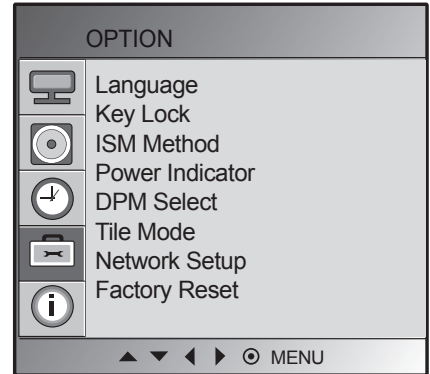 OPTION
Language
Key Lock
ISM Method
Power Indicator
DPM Select
Tile Mode
Network Setup
Factory Reset
MENU